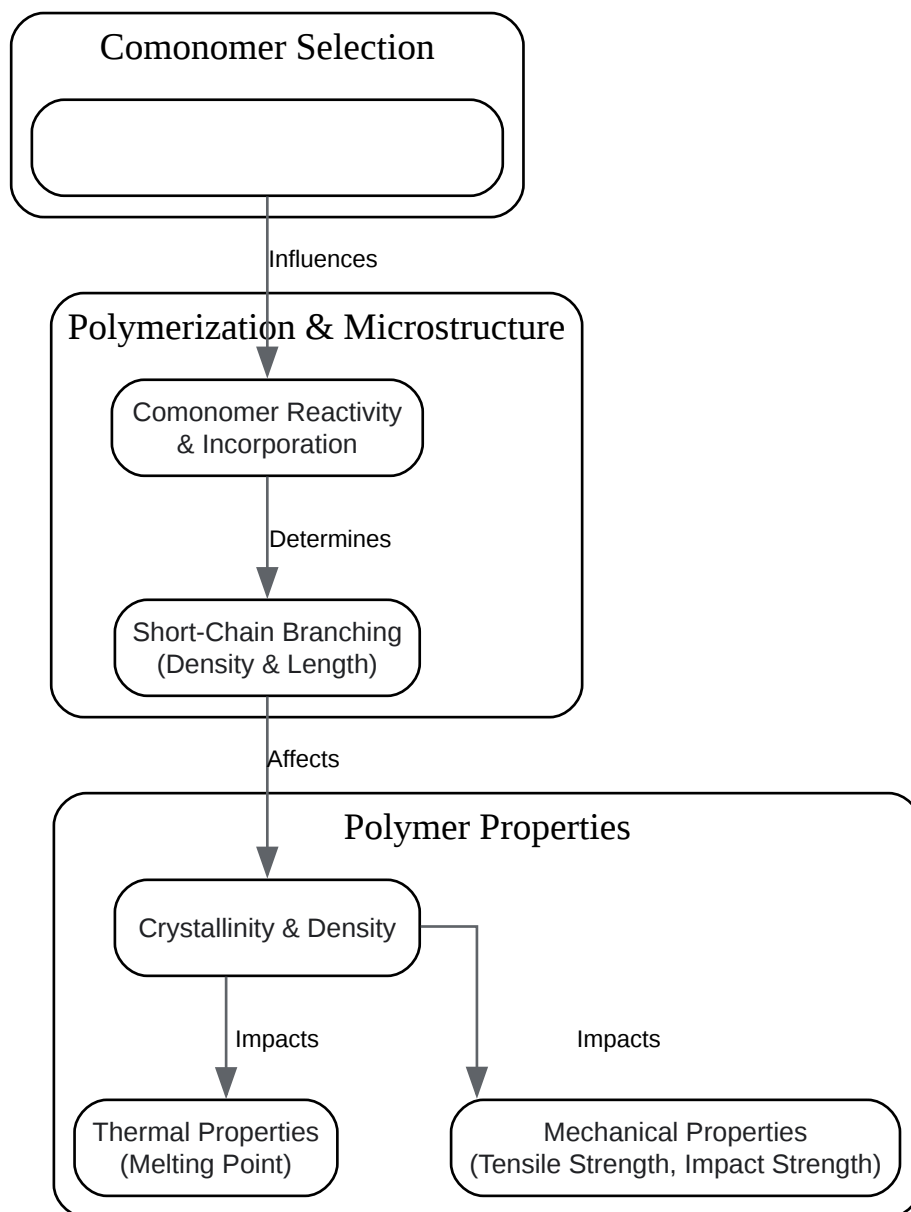 Comonomer Selection
Influences
Polymerization & Microstructure
Comonomer Reactivity
& Incorporation
Determines
Short-Chain Branching
(Density & Length)
Affects
Polymer Properties
Crystallinity & Density
Impacts
Impacts
Thermal Properties
(Melting Point)
Mechanical Properties
(Tensile Strength, Impact Strength)